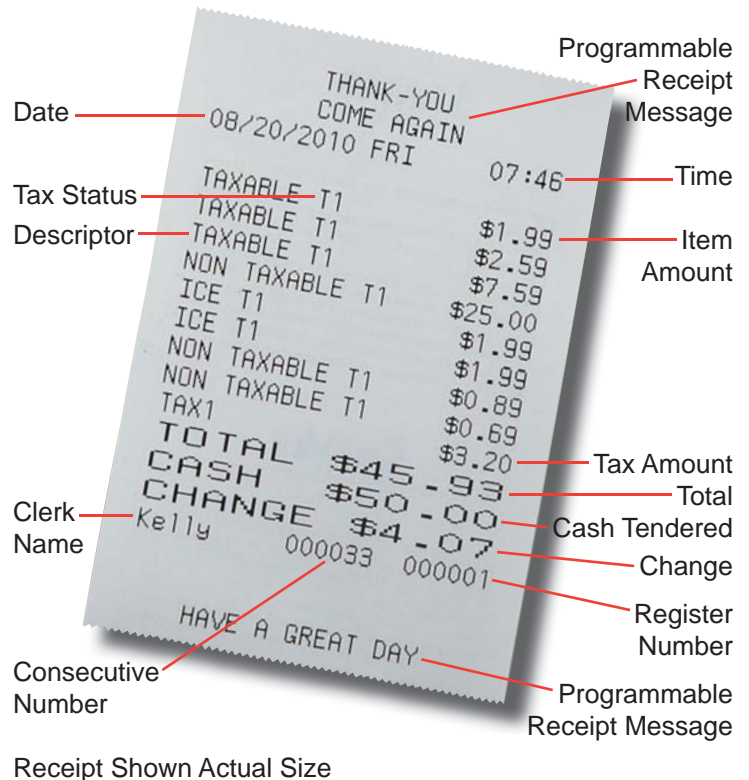 Programmable
Receipt
Message
THANK-YOU
COME AGAIN
Date
08/20/2010 FRI 07:46
Time
Tax Status
TAXABLE T1 $1.99
Item
Amount
TAXABLE T1 $2.59
Descriptor
TAXABLE T1 $7.59
NON TAXABLE T1 $25.00
ICE T1 $1.99
ICE T1 $1.99
NON TAXABLE T1 $0.89
NON TAXABLE T1 $0.69
TAX1 $3.20
Tax Amount
TOTAL $45.93
Total
CASH $50.00
Cash Tendered
CHANGE $4.07
Change
Clerk
Name
Kelly 000033 000001
Register
Number
HAVE A GREAT DAY
Consecutive
Number
Programmable
Receipt Message
Receipt Shown Actual Size